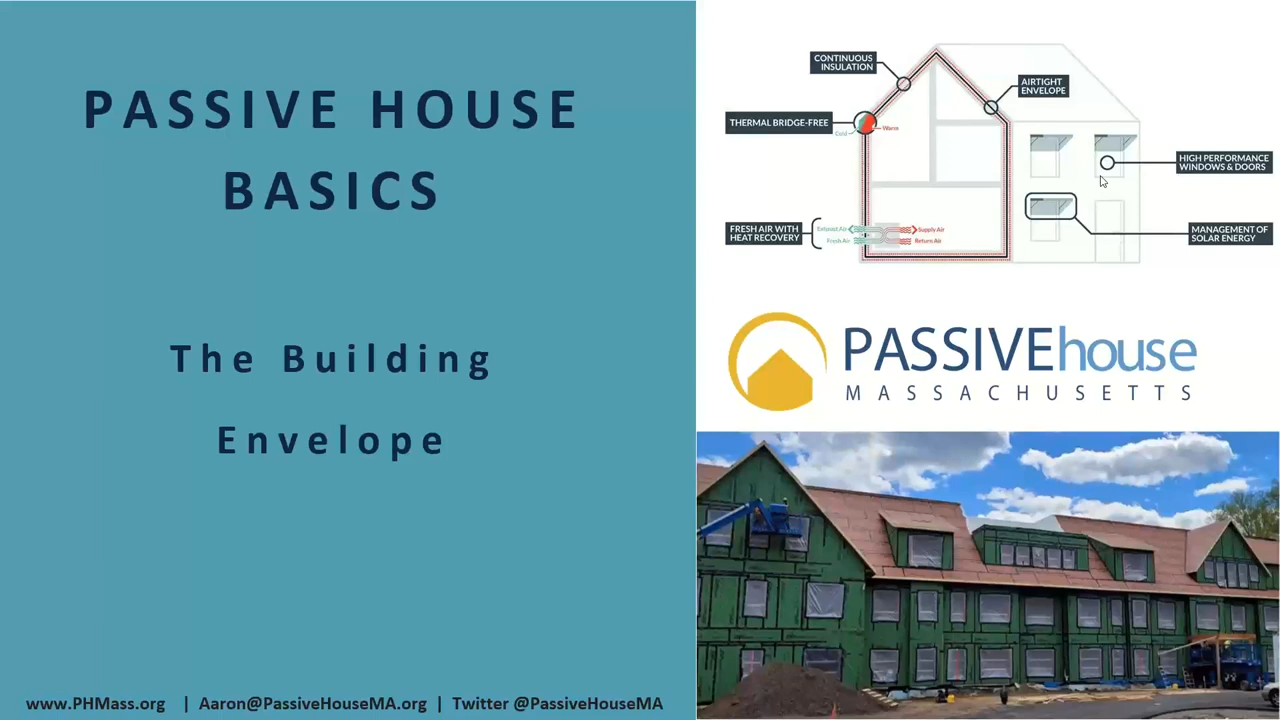 PASSIVE HOUSE
BASICS
The Building
Envelope
www.PHMass.org | Aaron@PassiveHouseMA.org | Twitter @PassiveHouseMA
CONTINUOUS
INSULATION
AIRTIGHT
ENVELOPE
THERMAL BRIDGE-FREE
Cold
Warm
HIGH PERFORMANCE
WINDOWS & DOORS
FRESH AIR WITH
HEAT RECOVERY
Exhaust Air
Supply Air
Fresh Air
Return Air
MANAGEMENT OF
SOLAR ENERGY
PASSIVEhouse
MASSACHUSETTS